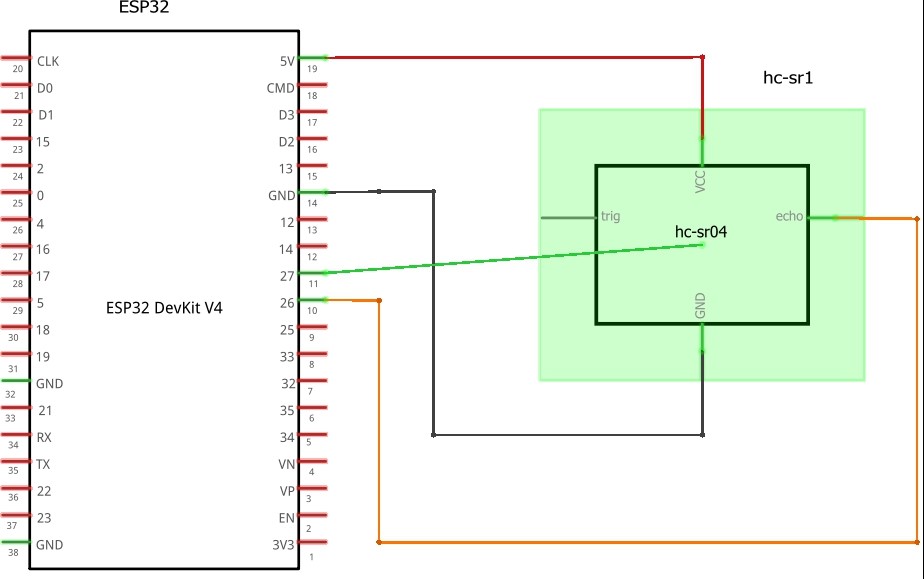 ESP32
CLK 5V
20 19
D0 CMD
21 18
D1 D3
22 17
15 D2
23 16
2 13
24 15
0 GND
25 14
4 12
26 13
16 14
27 12
17 27
28 11
5 26
29 10
ESP32 DevKit V4
18 25
30 9
19 33
31 8
GND 32
32 7
21 35
33 6
RX 34
34 5
TX VN
35 4
22 VP
36 3
23 EN
37 2
GND 3V3
38 1
hc-sr1
VCC
trig echo
hc-sr04
GND